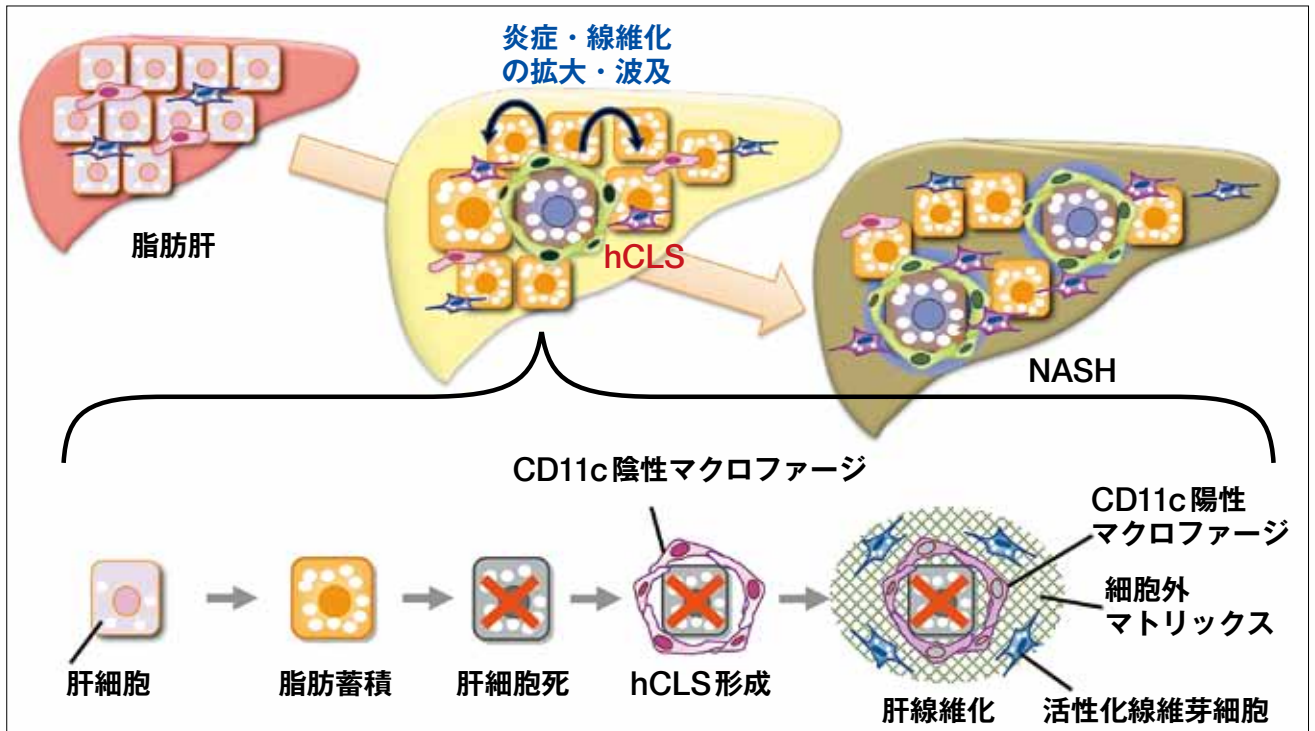 炎症・線維化
の拡大・波及
脂肪肝
hCLS
NASH
CD11c陰性マクロファージ
CD11c陽性
マクロファージ
細胞外
マトリックス
肝細胞
脂肪蓄積
肝細胞死
hCLS形成
肝線維化
活性化線維芽細胞